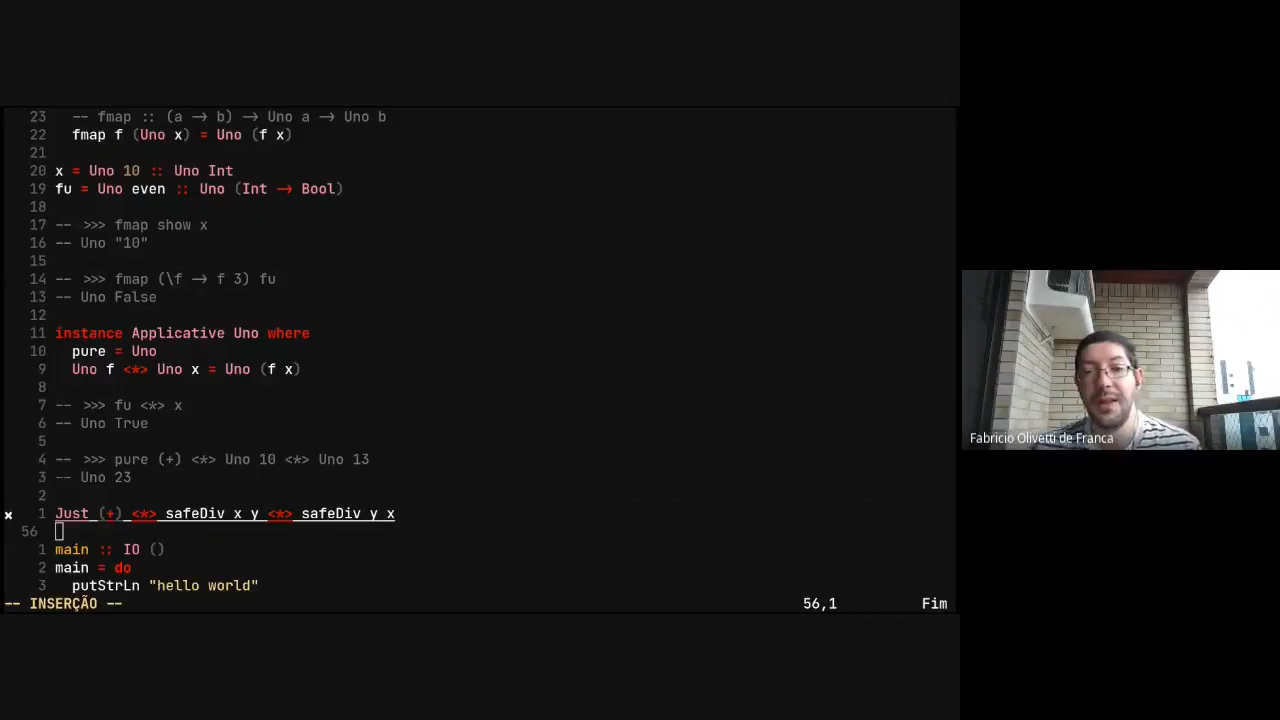 23 -- fmap :: (a -> b) -> Uno a -> Uno b
22 fmap f (Uno x) = Uno (f x)
21
20 x = Uno 10 :: Uno Int
19 fu = Uno even :: Uno (Int -> Bool)
18
17 -- >>> fmap show x
16 -- Uno "10"
15
14 -- >>> fmap (\f -> f 3) fu
13 -- Uno False
12
11 instance Applicative Uno where
10 pure = Uno
9 Uno f <*> Uno x = Uno (f x)
8
7 -- >>> fu <*> x
6 -- Uno True
5
4 -- >>> pure (+) <*> Uno 10 <*> Uno 13
3 -- Uno 23
2
× 1 Just (+) <*> safeDiv x y <*> safeDiv y x
56
1 main :: IO ()
2 main = do
3 putStrLn "hello world"
-- INSERÇÃO -- 56,1 Fim
Fabricio Olivetti de Franca